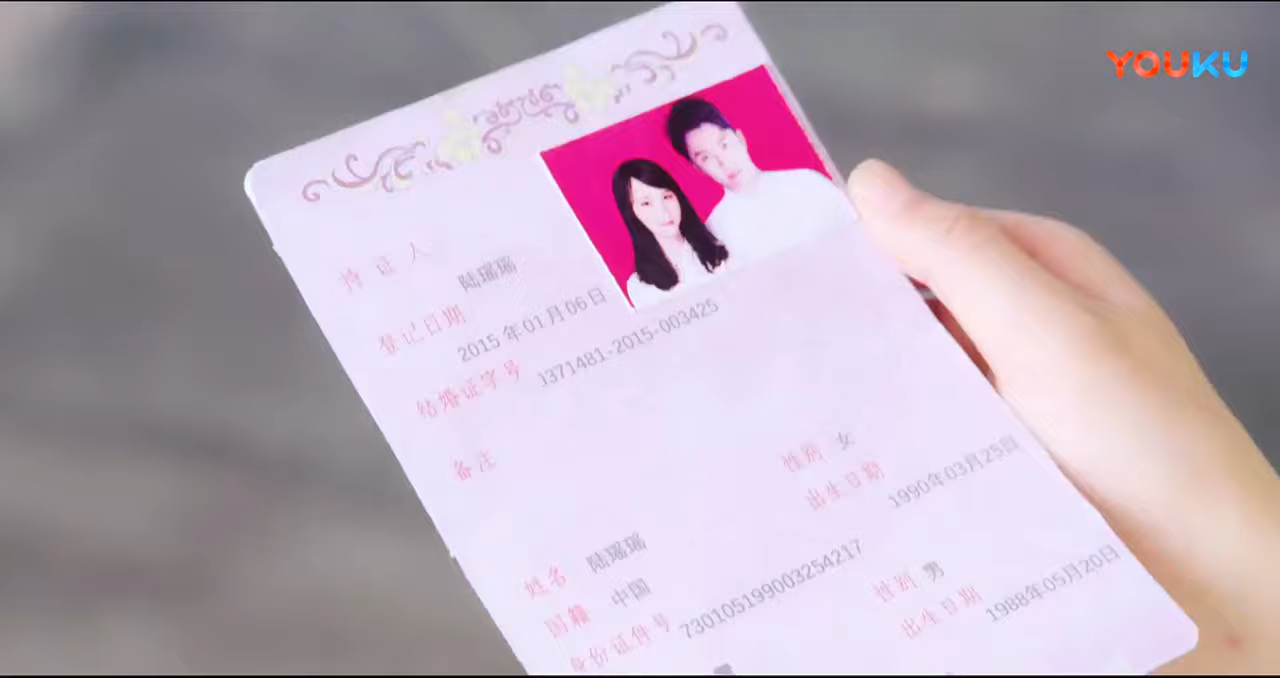 YOUKU
持证人 陆瑶瑶
登记日期 2015年01月06日
结婚证字号 J371481-2015-003425
备注
姓名 陆瑶瑶 性别 女
国籍 中国 出生日期 1990年03月25日
身份证件号 730105199003254217
性别 男
出生日期 1988年05月20日